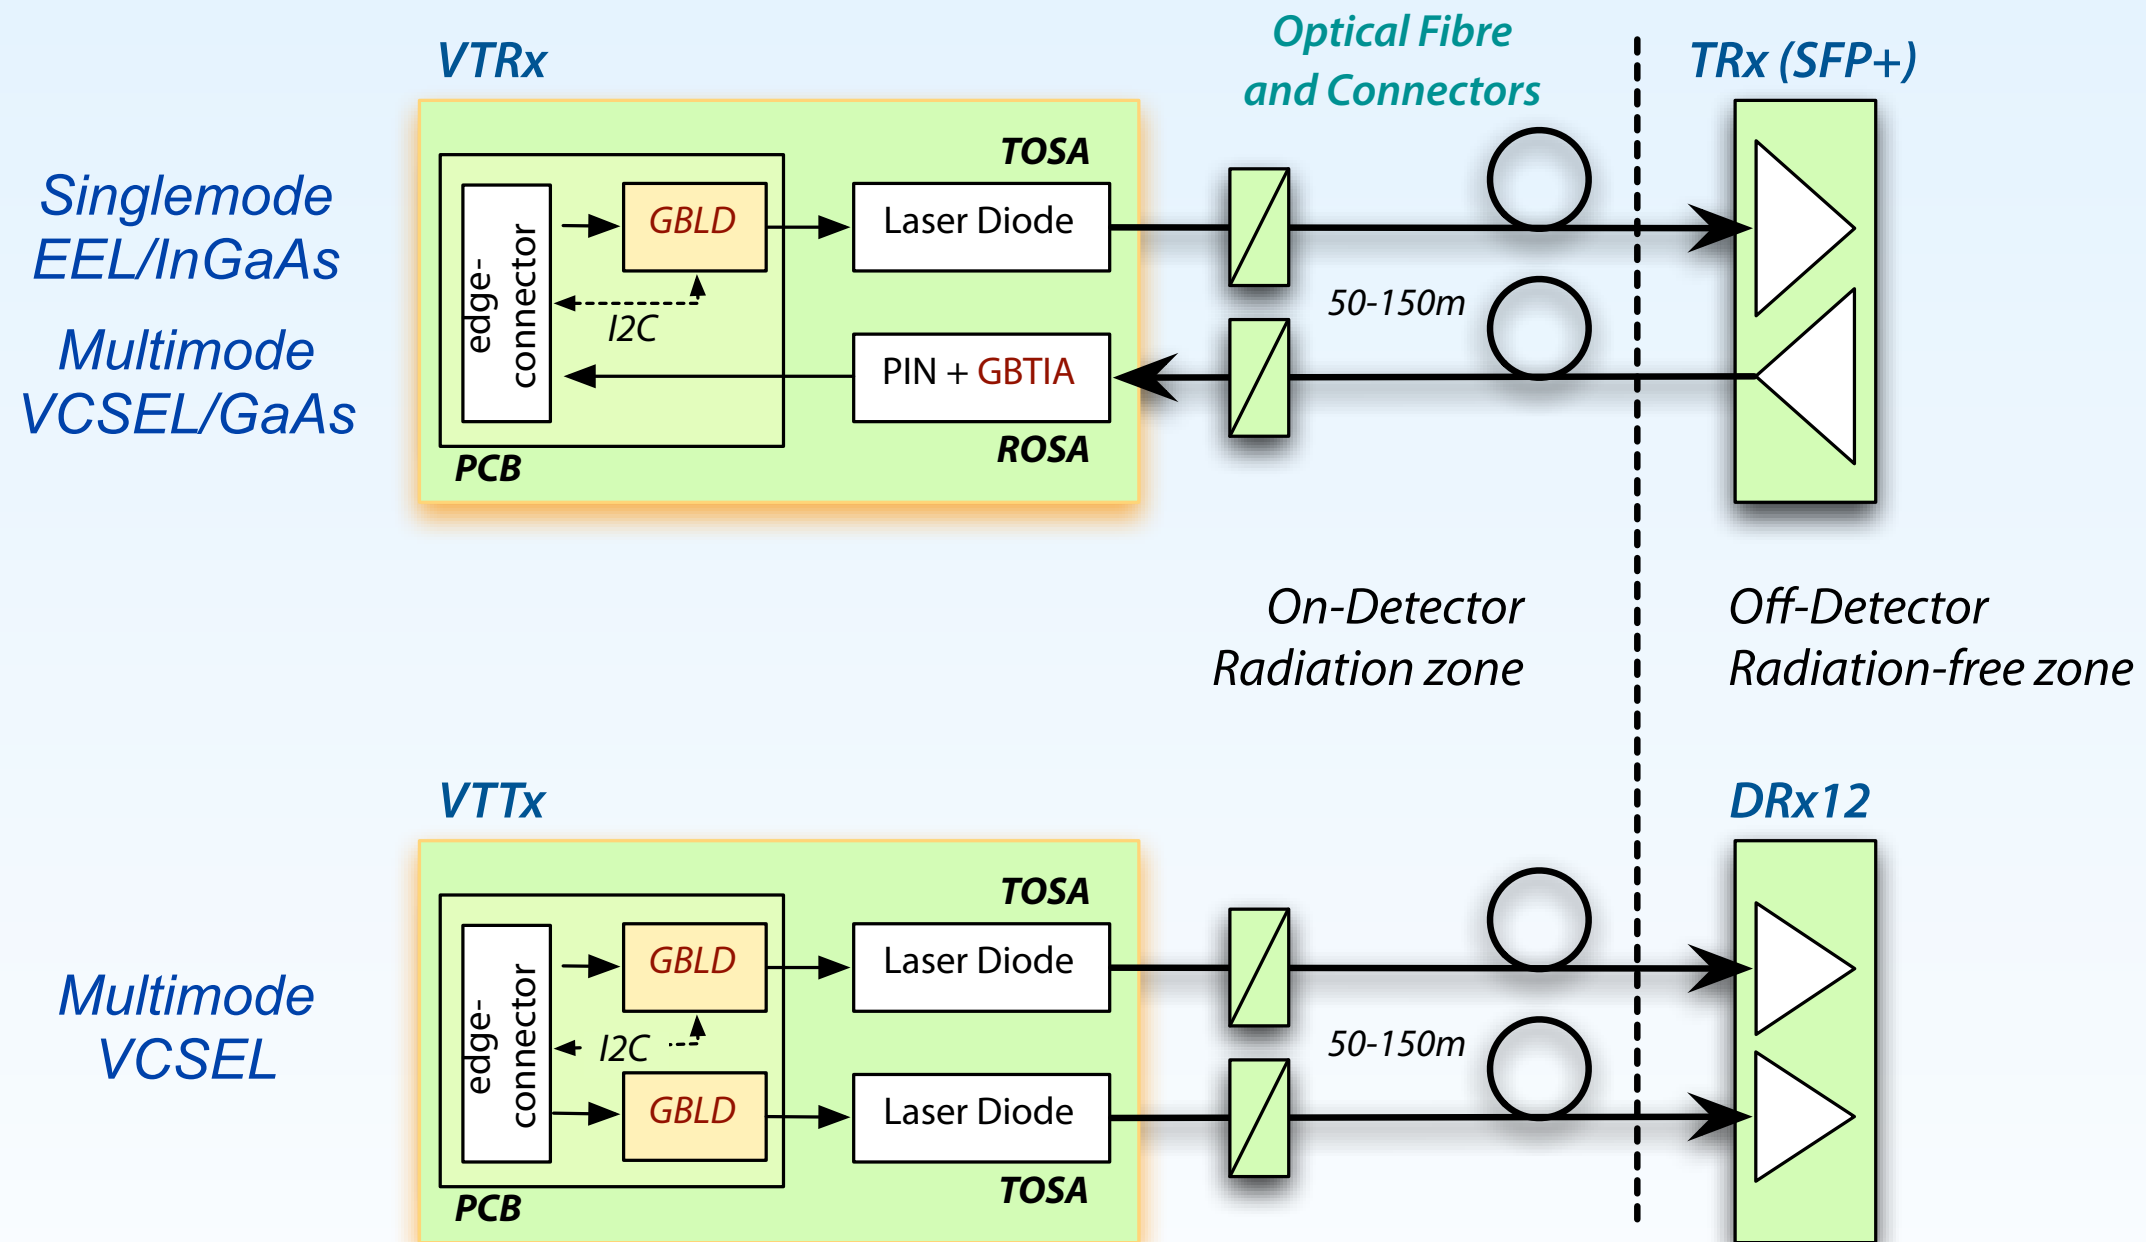 Optical Fibre
and Connectors
VTRx
TRx (SFP+)
Singlemode
EEL/InGaAs
Multimode
VCSEL/GaAs
TOSA
edge-
connector
GBLD
Laser Diode
I2C
50-150m
PIN + GBTIA
ROSA
PCB
On-Detector
Radiation zone
Off-Detector
Radiation-free zone
VTTx
DRx12
Multimode
VCSEL
TOSA
edge-
connector
GBLD
Laser Diode
I2C
50-150m
GBLD
Laser Diode
TOSA
PCB